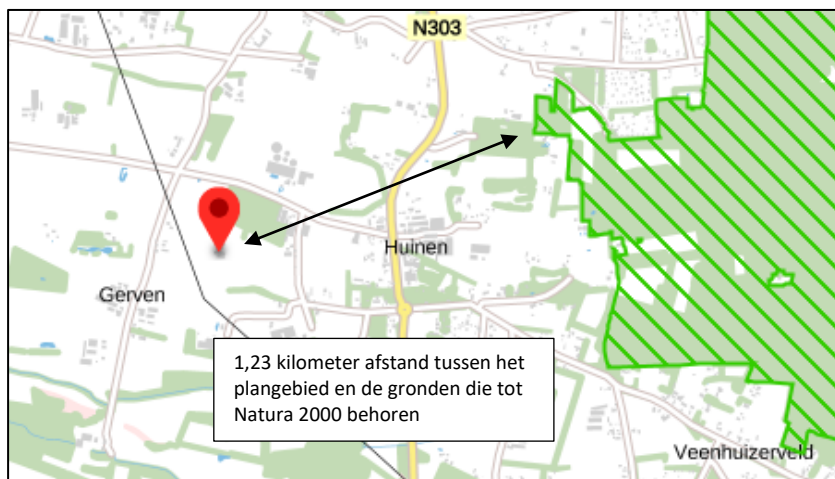 N303
Huinen
Gerven
1,23 kilometer afstand tussen het
plangebied en de gronden die tot
Natura 2000 behoren
Veenhuizerveld